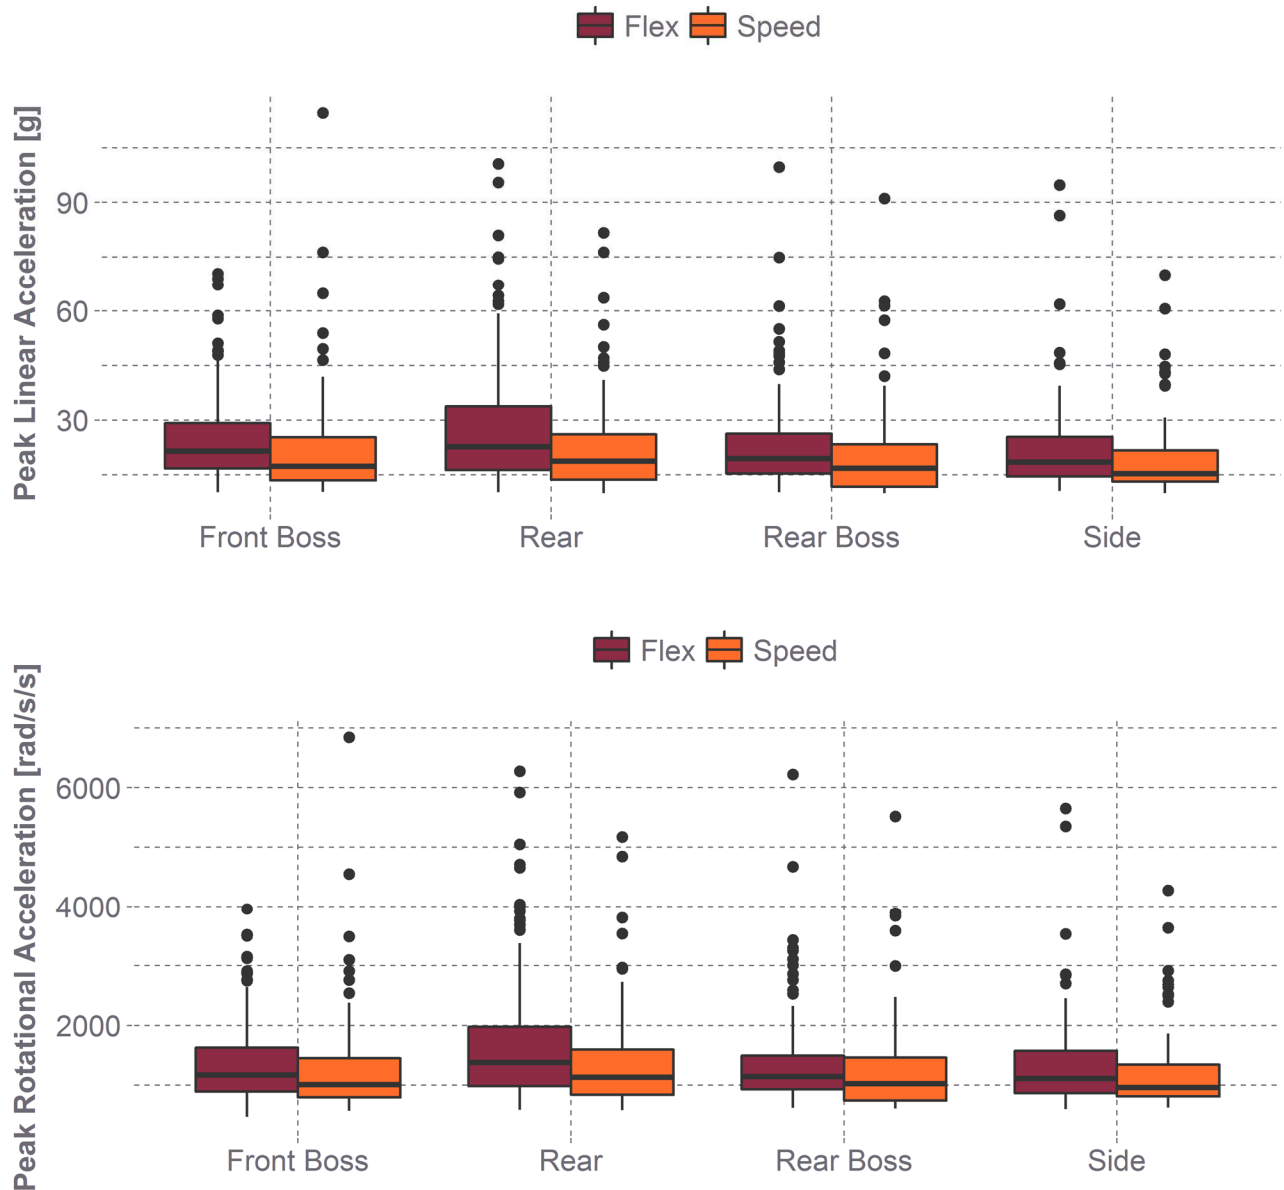 Flex Speed
Peak Linear Acceleration [g]
90
60
30
Front Boss Rear Rear Boss Side
Flex Speed
Peak Rotational Acceleration [rad/s/s]
6000
4000
2000
Front Boss Rear Rear Boss Side